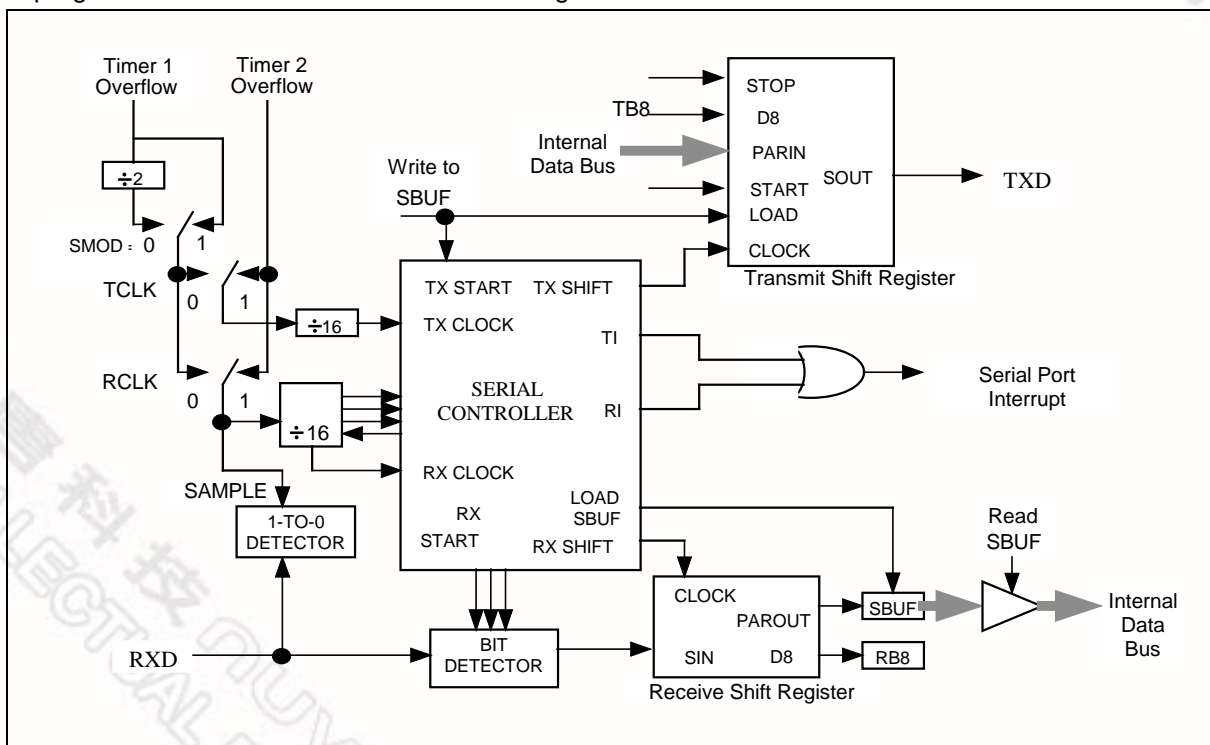 Timer 1
Overflow
Timer 2
Overflow
÷2
SMOD : 0 1
TCLK
0 1
÷16
RCLK
0 1
÷16
SAMPLE
1-TO-0
DETECTOR
RXD
Write to
SBUF
TX START
TX SHIFT
TX CLOCK
TI
SERIAL
CONTROLLER
RI
RX CLOCK
LOAD
SBUF
RX
START
RX SHIFT
BIT
DETECTOR
TB8
Internal
Data Bus
STOP
D8
PARIN
SOUT
START
LOAD
CLOCK
Transmit Shift Register
TXD
Serial Port
Interrupt
CLOCK
PAROUT
SIN
D8
Receive Shift Register
SBUF
RB8
Read
SBUF
Internal
Data
Bus
科技